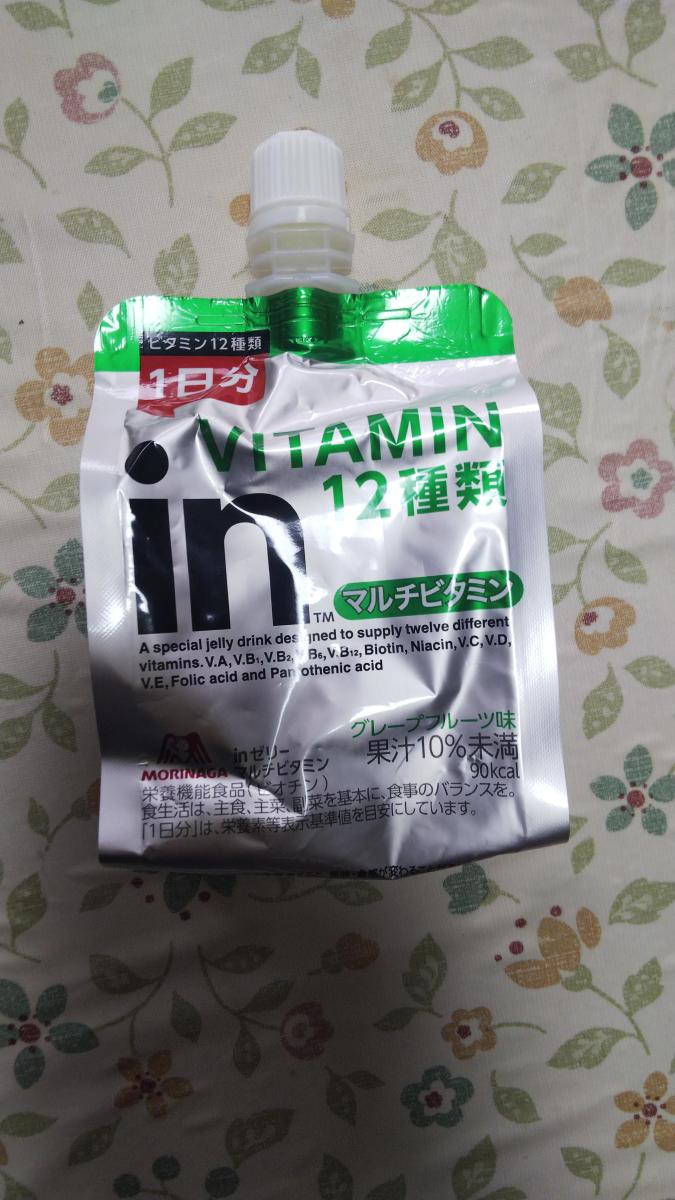 ビタミン12種類
1日分
VITAMIN
12種類
in
TM
マルチビタミン
A special jelly drink designed to supply twelve different
vitamins. V.A, V.B1, V.B2, V.B6, V.B12, Biotin, Niacin, V.C, V.D,
V.E, Folic acid and Pantothenic acid
グレープフルーツ味
果汁10%未満
90kcal
MORINAGA
inゼリー
マルチビタミン
栄養機能食品(ビオチン)
食生活は、主食、主菜、副菜を基本に、食事のバランスを。
「1日分」は、栄養素等表示基準値を目安にしています。